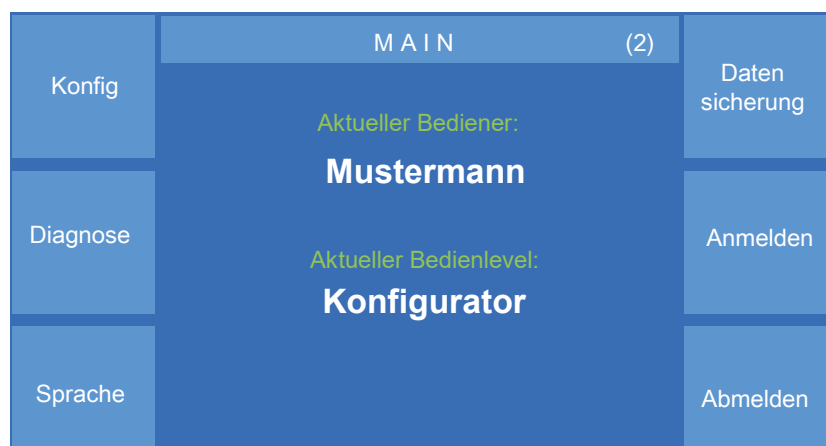 Konfig
Diagnose
Sprache
M A I N (2)
Aktueller Bediener:
Mustermann
Aktueller Bedienlevel:
Konfigurator
Daten
sicherung
Anmelden
Abmelden